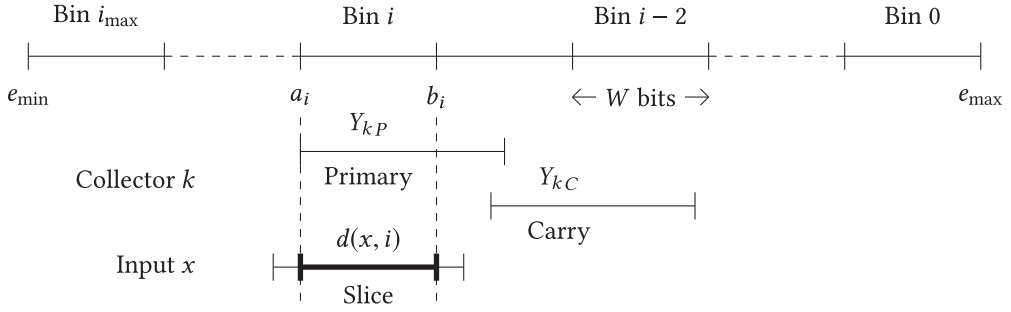 Bin i_max Bin i Bin i − 2 Bin 0
e_min a_i b_i ← W bits → e_max
Y_kP
Collector k Primary Y_kC
Carry
d(x, i)
Input x
Slice